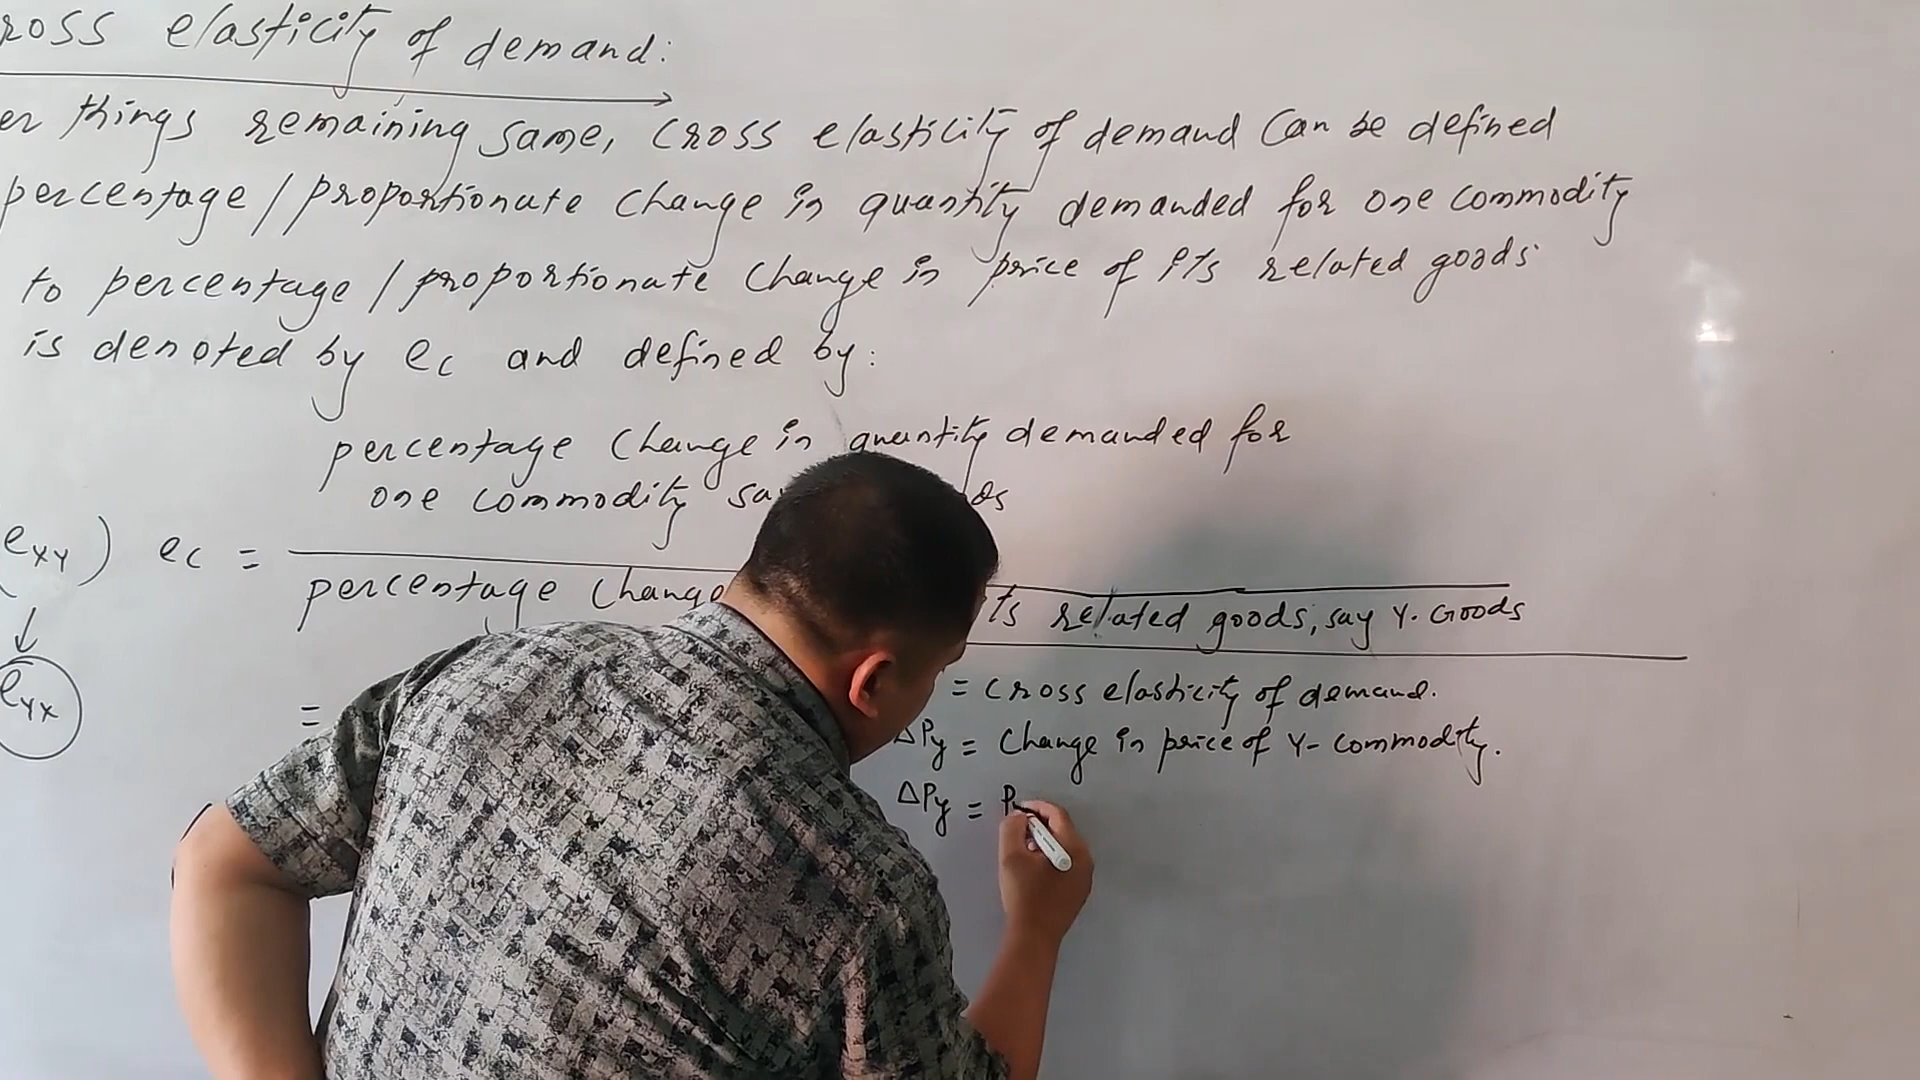 ross elasticity of demand:
er things remaining same, cross elasticity of demand can be defined
percentage / proportionate change in quantity demanded for one commodity
to percentage / proportionate change in price of its related goods
is denoted by ec and defined by:
percentage change in quantity demanded for
one commodity sa
(exy) ec =
percentage change ts related goods, say Y. Goods
↓
eyx
=
= cross elasticity of demand.
ΔPy = change in price of Y- commodity.
ΔPy = Py